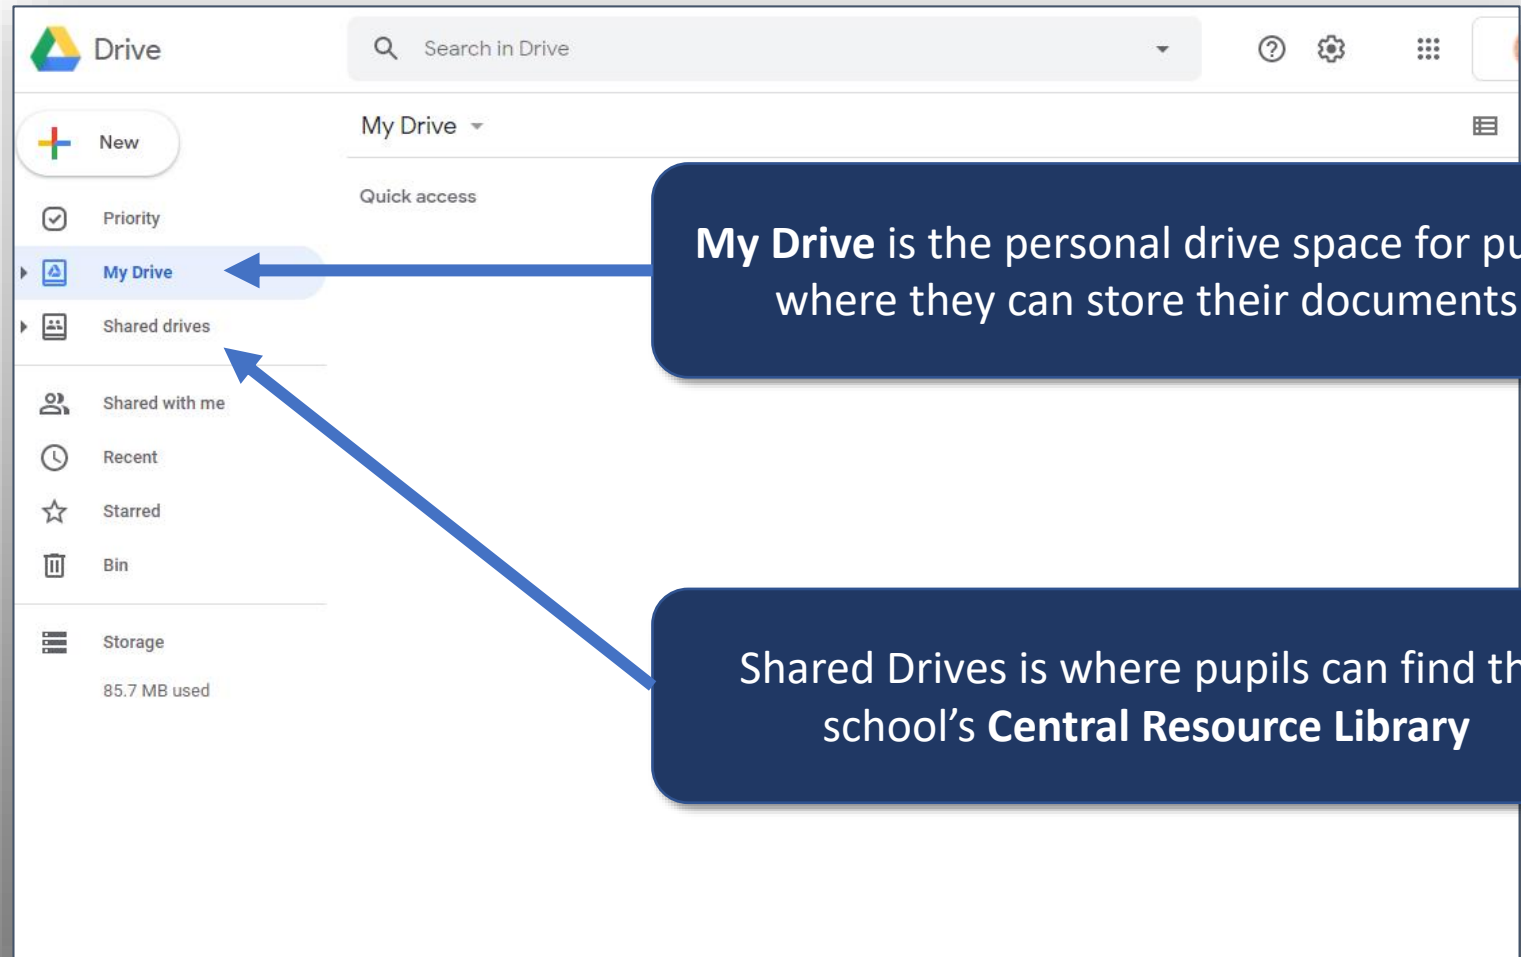 Drive
Search in Drive
New
My Drive
Quick access
Priority
My Drive
Shared drives
Shared with me
Recent
Starred
Bin
Storage
85.7 MB used
My Drive is the personal drive space for
where they can store their documents
Shared Drives is where pupils can find
school’s Central Resource Library